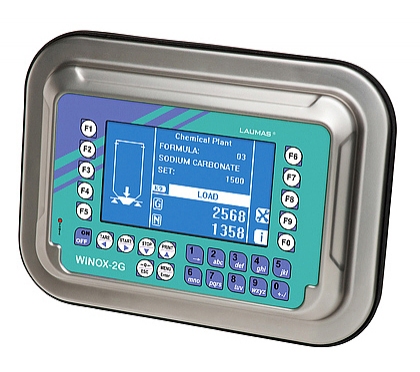 LAUMAS®
F1
F2
F3
F4
F5
Chemical Plant
FORMULA: 03
SODIUM CARBONATE
SET: 1500
LOAD
G 2568
N 1358
i
F6
F7
F8
F9
F0
ON OFF
TARE
START
STOP
PRINT
ESC
MENU Enter
1
2 abc
3 def
4 ghi
5 jkl
6 mno
7 pqrs
8 tuv
9 wxyz
0 +-/
WINOX-2G